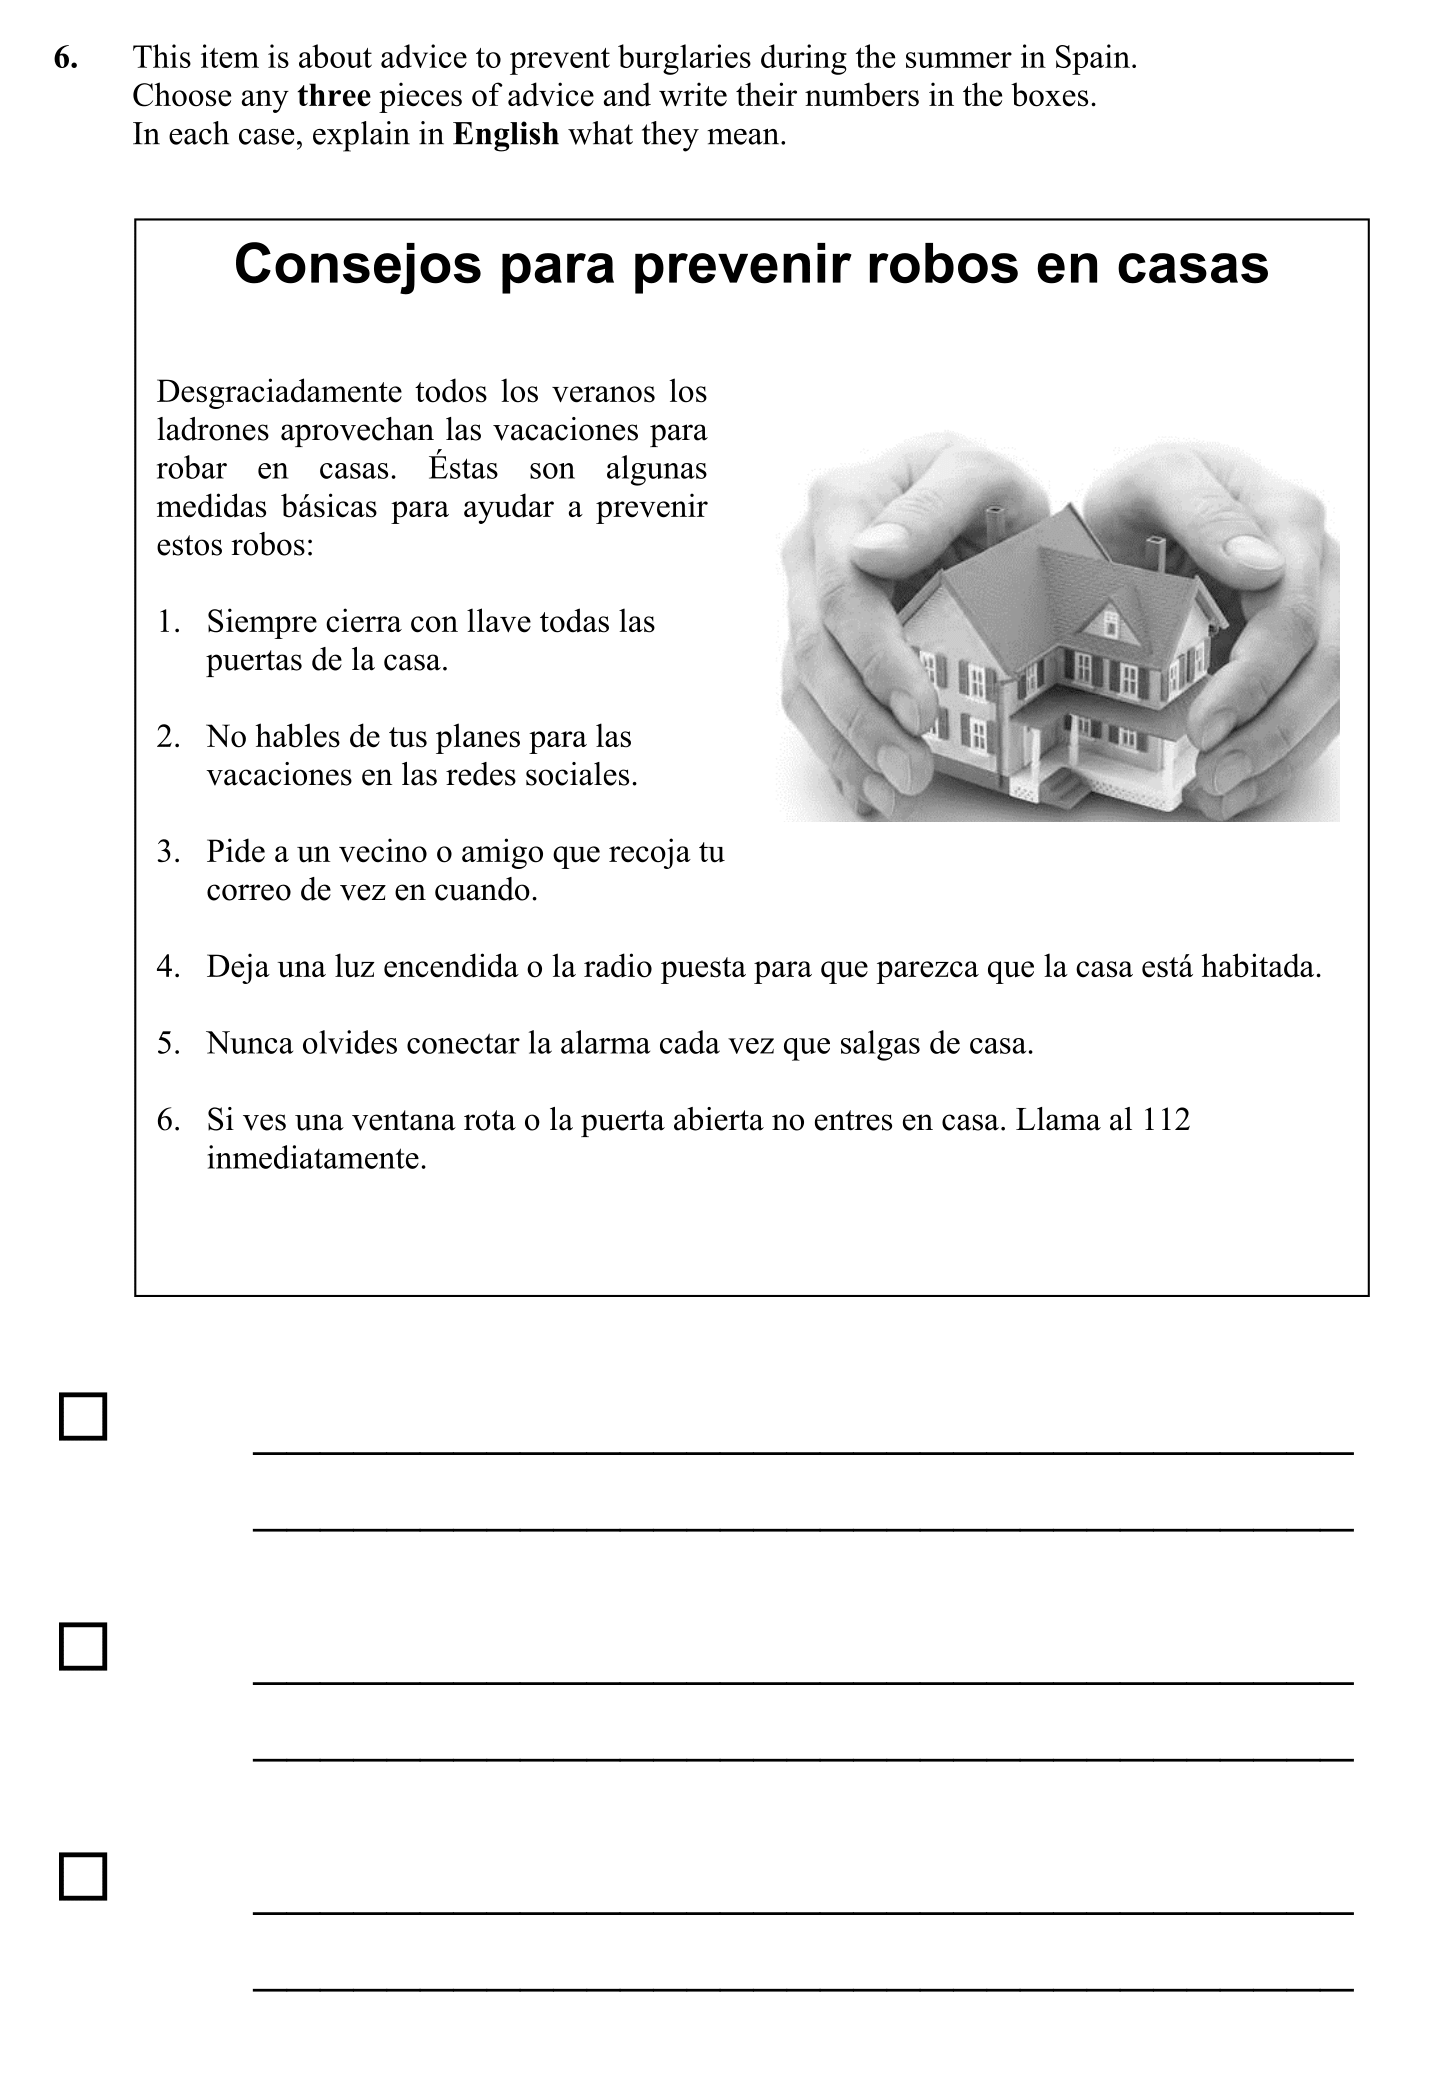 6. This item is about advice to prevent burglaries during the summer in Spain.
Choose any three pieces of advice and write their numbers in the boxes.
In each case, explain in English what they mean.
Consejos para prevenir robos en casas
Desgraciadamente todos los veranos los
ladrones aprovechan las vacaciones para
robar en casas. Éstas son algunas
medidas básicas para ayudar a prevenir
estos robos:
1. Siempre cierra con llave todas las
puertas de la casa.
2. No hables de tus planes para las
vacaciones en las redes sociales.
3. Pide a un vecino o amigo que recoja tu
correo de vez en cuando.
4. Deja una luz encendida o la radio puesta para que parezca que la casa está habitada.
5. Nunca olvides conectar la alarma cada vez que salgas de casa.
6. Si ves una ventana rota o la puerta abierta no entres en casa. Llama al 112
inmediatamente.